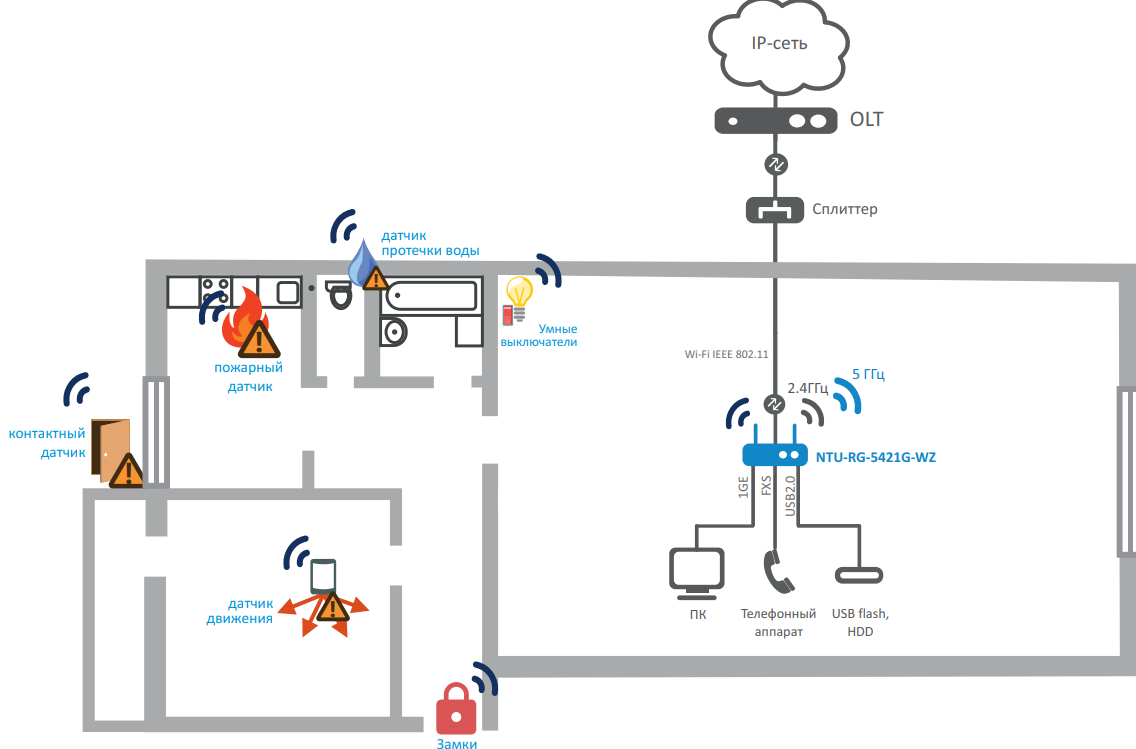 IP-сеть
OLT
Сплиттер
датчик
протечки воды
Умные
выключатели
пожарный
датчик
Wi-Fi IEEE 802.11
5 ГГц
2.4ГГц
контактный
датчик
NTU-RG-5421G-WZ
1GE
FXS
USB2.0
датчик
движения
ПК
Телефонный
аппарат
USB flash,
HDD
Замки